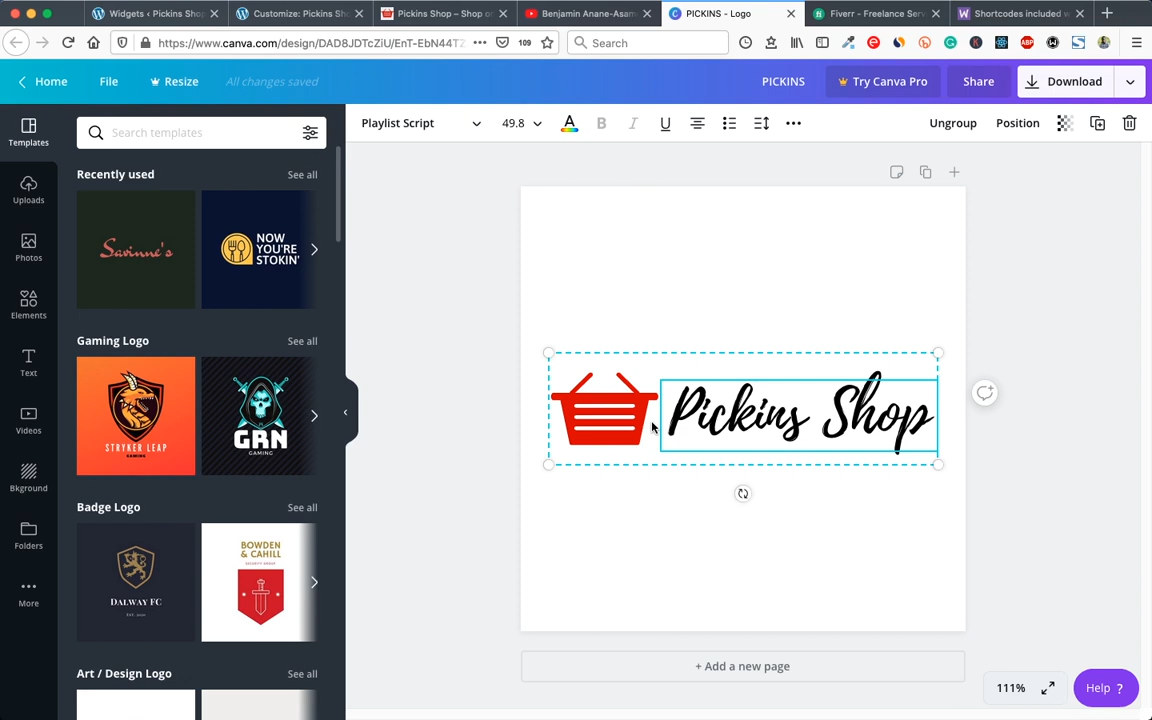 Widgets ‹ Pickins Shop
Customize: Pickins Sho
Pickins Shop – Shop o
Benjamin Anane-Asam
PICKINS - Logo
Fiverr - Freelance Serv
Shortcodes included w
https://www.canva.com/design/DAD8JDTcZiU/EnT-EbN44TZ
109
Search
Home
File
Resize
All changes saved
PICKINS
Try Canva Pro
Share
Download
Templates
Search templates
Playlist Script
49.8
A
B
I
U
Ungroup
Position
Uploads
Photos
Elements
Text
Videos
Bkground
Folders
More
Recently used
See all
Savinne's
NOW
YOU'RE
STOKIN'
Gaming Logo
See all
STRYKER LEAP
GAMING
GRN
GAMING
Badge Logo
See all
DALWAY FC
BOWDEN
& CAHILL
Art / Design Logo
See all
Pickins Shop
+ Add a new page
111%
Help ?